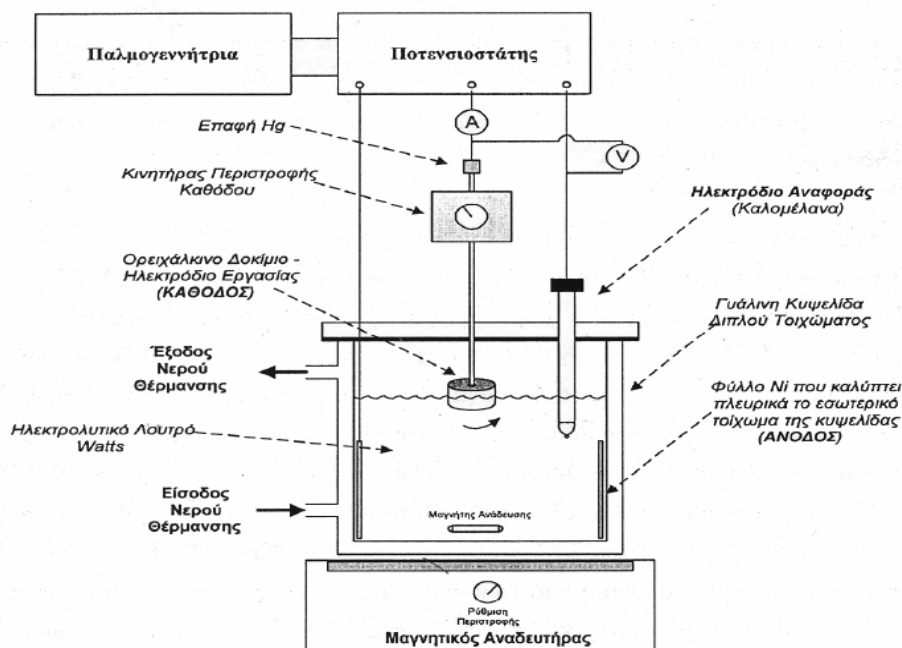 Παλμογεννήτρια
Ποτενσιοστάτης
A
Επαφή Hg
V
Κινητήρας Περιστροφής
Καθόδου
Ηλεκτρόδιο Αναφοράς
(Καλομέλανα)
Ορειχάλκινο Δοκίμιο -
Ηλεκτρόδιο Εργασίας
(ΚΑΘΟΔΟΣ)
Γυάλινη Κυψελίδα
Διπλού Τοιχώματος
Έξοδος
Νερού
Θέρμανσης
Φύλλο Ni που καλύπτει
πλευρικά το εσωτερικό
τοίχωμα της κυψελίδας
(ΑΝΟΔΟΣ)
Ηλεκτρολυτικό Λουτρό
Watts
Είσοδος
Νερού
Θέρμανσης
Μαγνήτης Ανάδευσης
Ρύθμιση
Περιστροφής
Μαγνητικός Αναδευτήρας